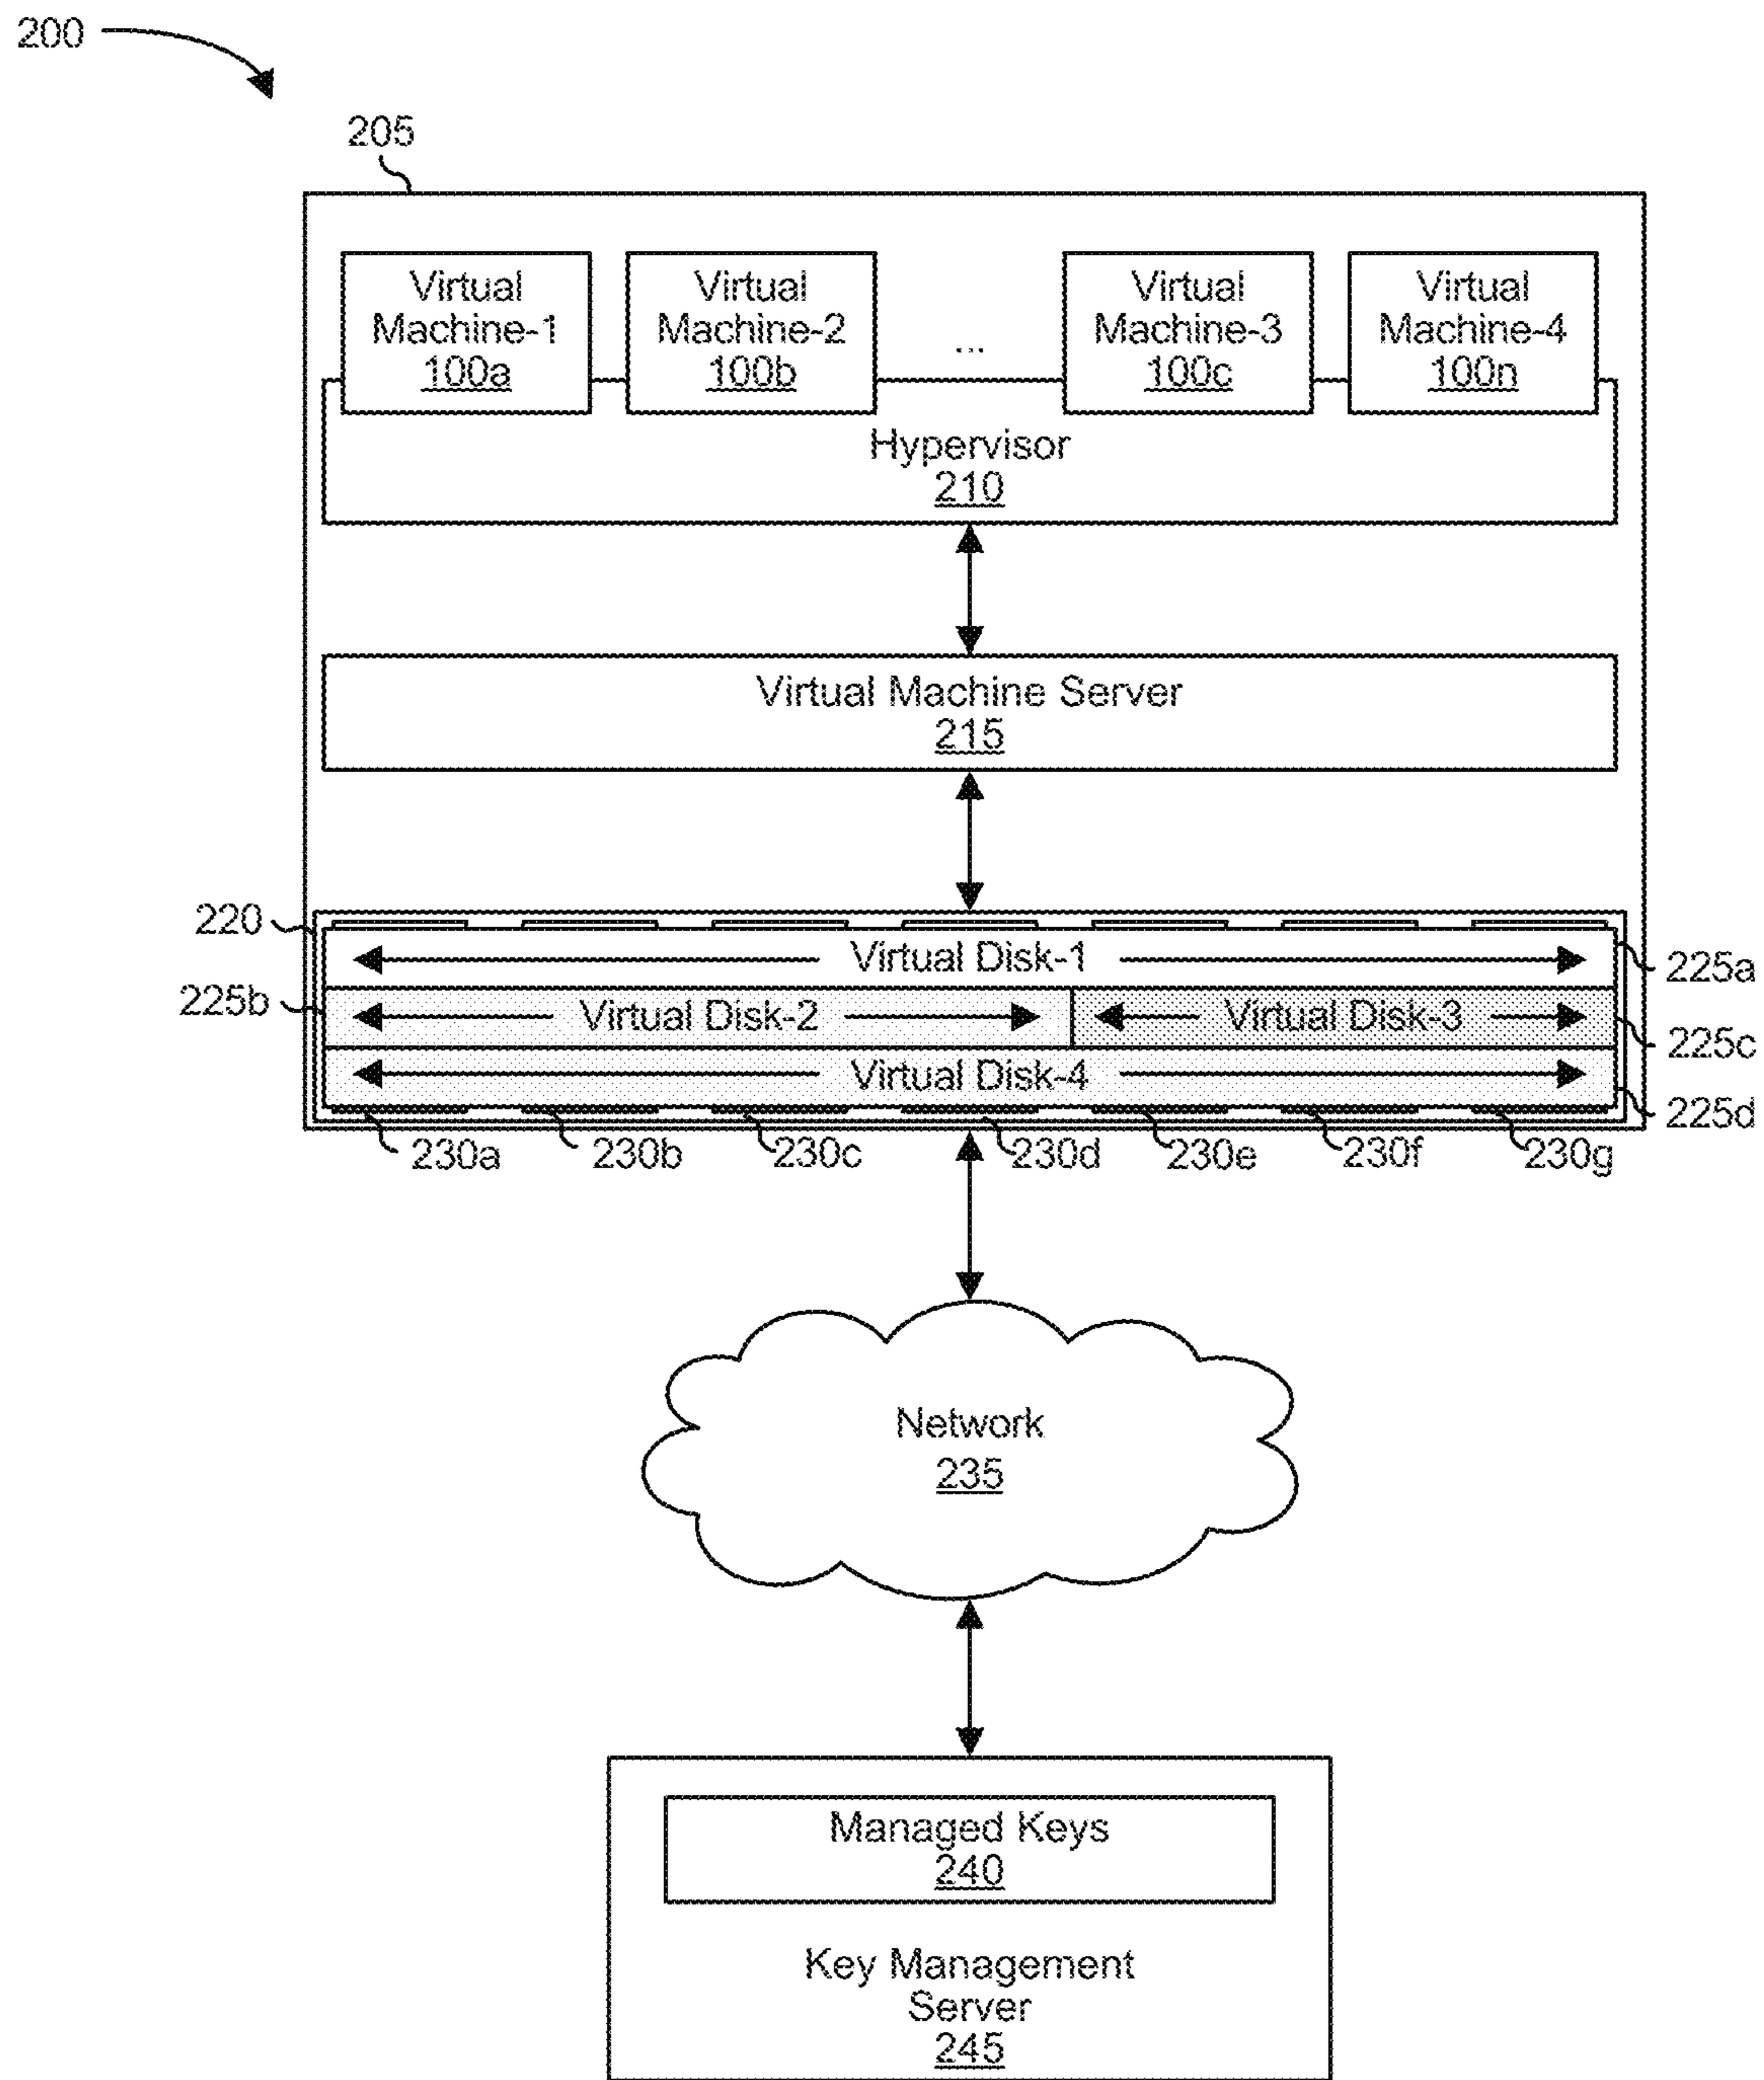 200
205
Virtual Machine-1 100a
Virtual Machine-2 100b
...
Virtual Machine-3 100c
Virtual Machine-4 100n
Hypervisor
210
Virtual Machine Server
215
220
Virtual Disk-1
225a
225b
Virtual Disk-2
Virtual Disk-3
225c
Virtual Disk-4
225d
230a
230b
230c
230d
230e
230f
230g
Network
235
Managed Keys
240
Key Management
Server
245